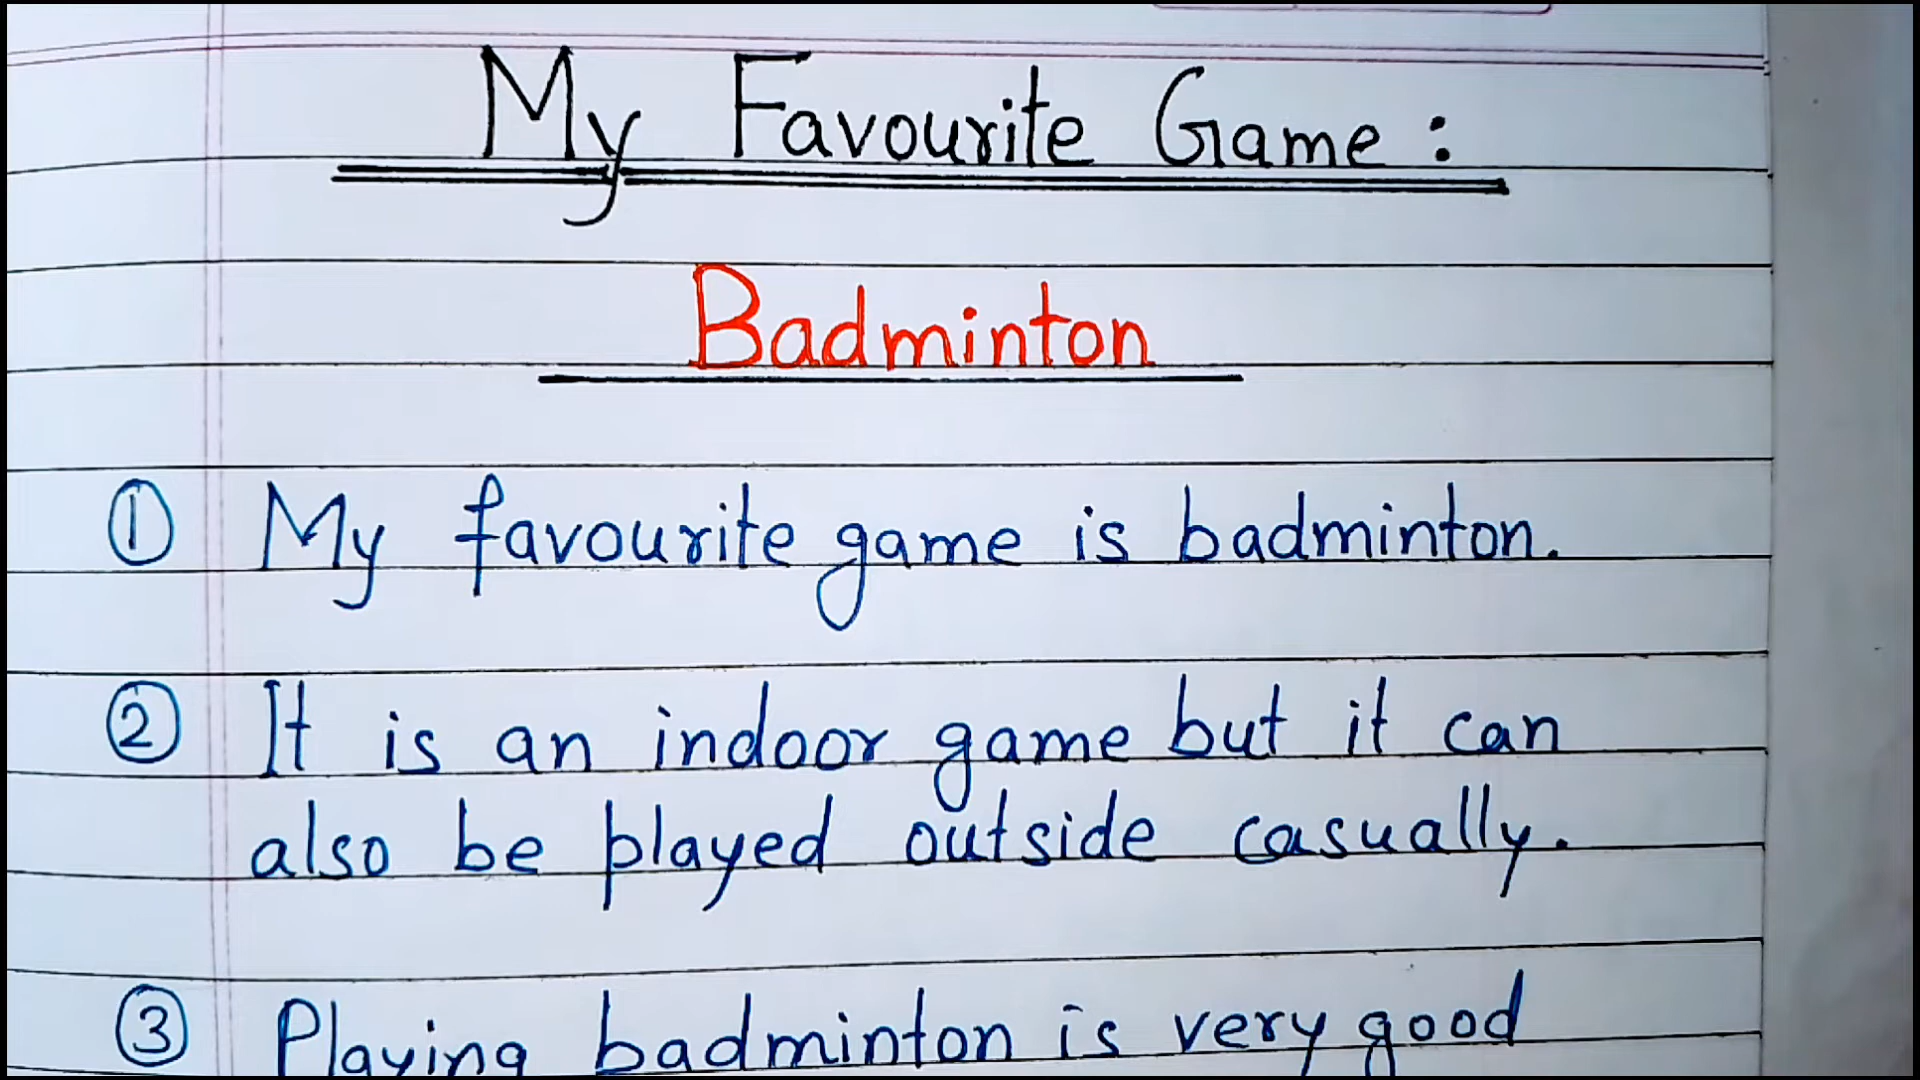 My Favourite Game :
Badminton
① My favourite game is badminton.
② It is an indoor game but it can
also be played outside casually.
③ Playing badminton is very good